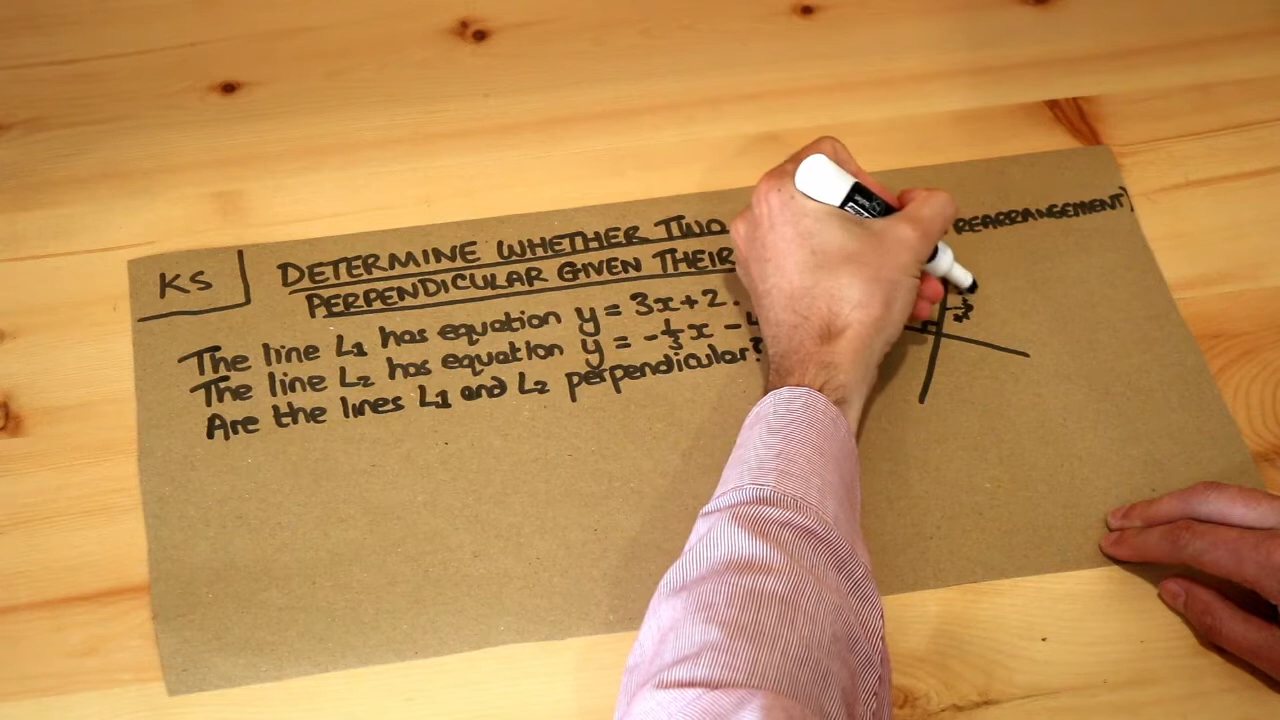 KS
DETERMINE WHETHER TWO REARRANGEMENT)
PERPENDICULAR GIVEN THEIR
The line L1 has equation y = 3x + 2.
The line L2 has equation y = -⅓x - 4
Are the lines L1 and L2 perpendicular?